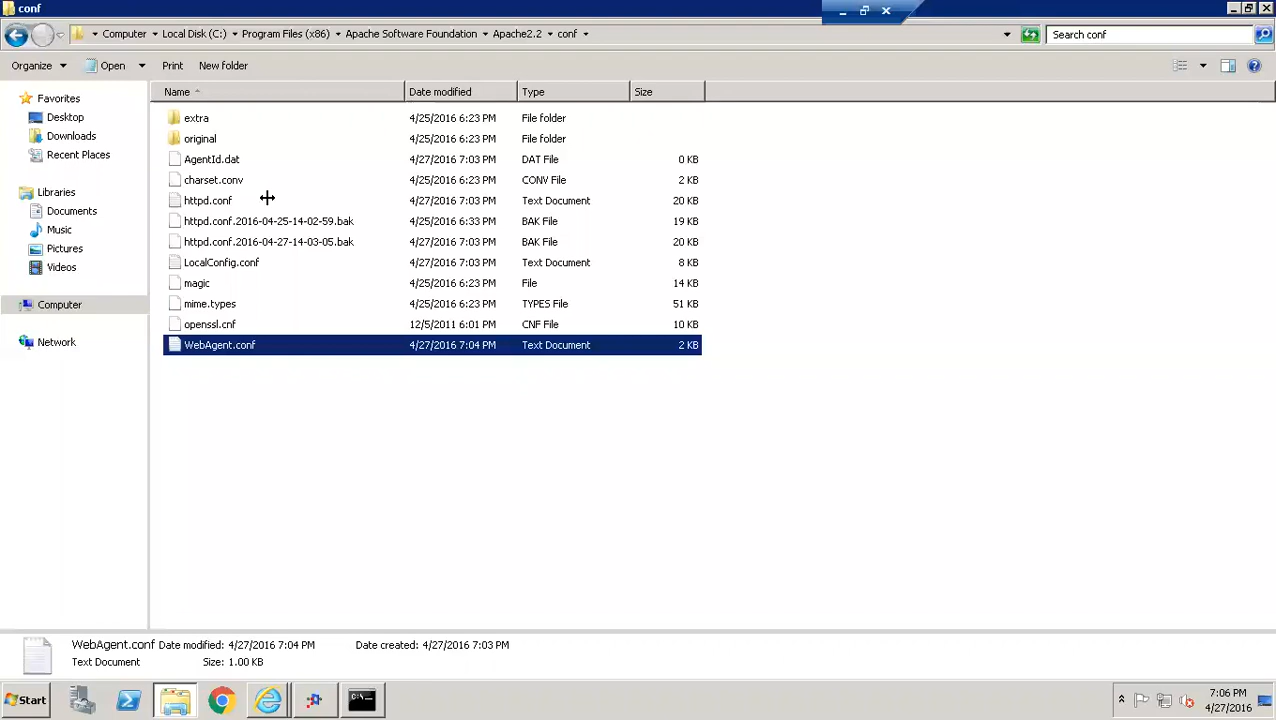 conf
Computer Local Disk (C:) Program Files (x86) Apache Software Foundation Apache2.2 conf
Search conf
Organize Open Print New folder
Name Date modified Type Size
Favorites
Desktop
Downloads
Recent Places
Libraries
Documents
Music
Pictures
Videos
Computer
Network
extra 4/25/2016 6:23 PM File folder
original 4/25/2016 6:23 PM File folder
AgentId.dat 4/27/2016 7:03 PM DAT File 0 KB
charset.conv 4/25/2016 6:23 PM CONV File 2 KB
httpd.conf 4/27/2016 7:03 PM Text Document 20 KB
httpd.conf.2016-04-25-14-02-59.bak 4/25/2016 6:33 PM BAK File 19 KB
httpd.conf.2016-04-27-14-03-05.bak 4/27/2016 7:03 PM BAK File 20 KB
LocalConfig.conf 4/27/2016 7:03 PM Text Document 8 KB
magic 4/25/2016 6:23 PM File 14 KB
mime.types 4/25/2016 6:23 PM TYPES File 51 KB
openssl.cnf 12/5/2011 6:01 PM CNF File 10 KB
WebAgent.conf 4/27/2016 7:04 PM Text Document 2 KB
WebAgent.conf Date modified: 4/27/2016 7:04 PM Date created: 4/27/2016 7:03 PM
Text Document Size: 1.00 KB
Start
7:06 PM
4/27/2016